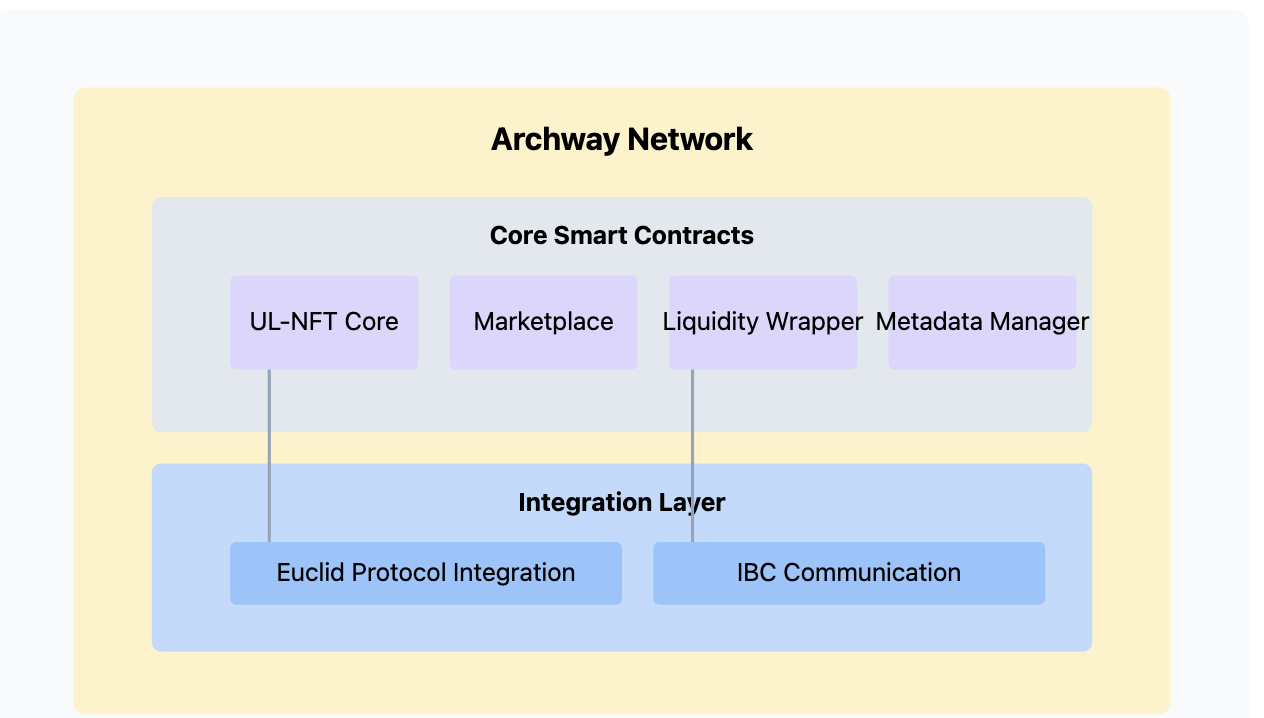 Archway Network
Core Smart Contracts
UL-NFT Core
Marketplace
Liquidity Wrapper
Metadata Manager
Integration Layer
Euclid Protocol Integration
IBC Communication